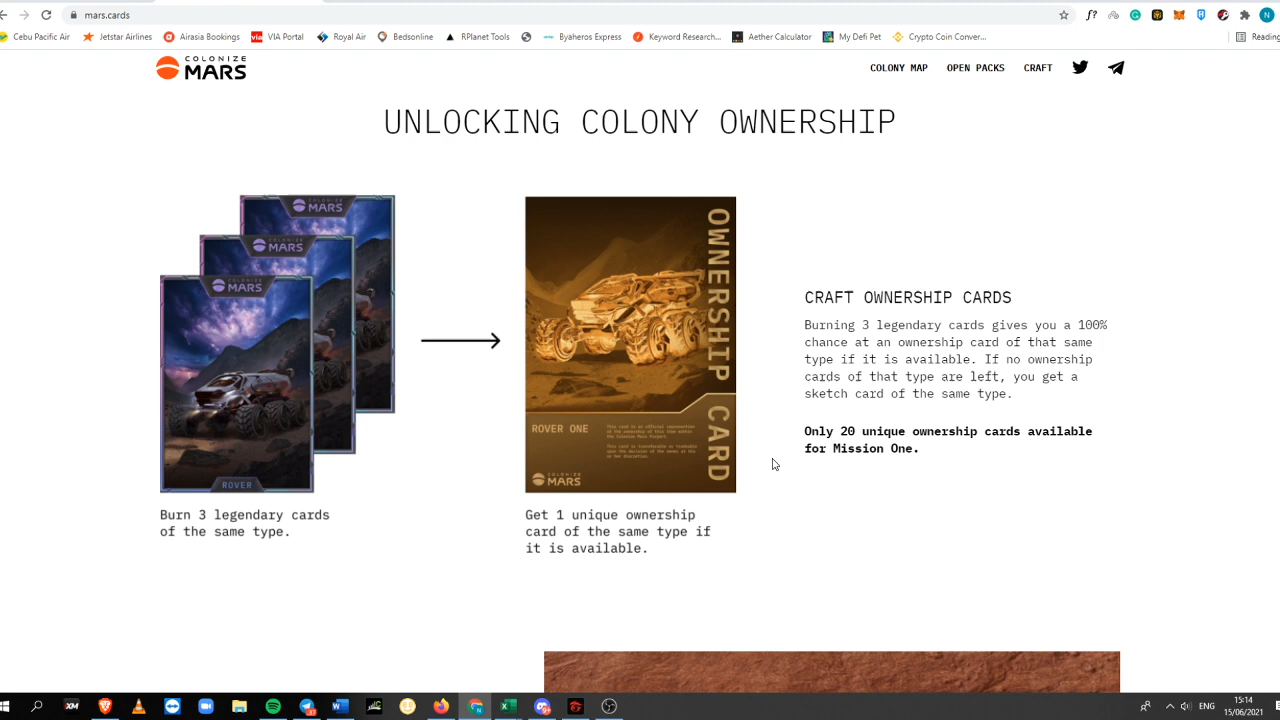 mars.cards
Cebu Pacific Air
Jetstar Airlines
Airasia Bookings
VIA Portal
Royal Air
Bedsonline
RPlanet Tools
Byaheros Express
Keyword Research...
Aether Calculator
My Defi Pet
Crypto Coin Conver...
Reading
COLONIZE
MARS
COLONY MAP
OPEN PACKS
CRAFT
UNLOCKING COLONY OWNERSHIP
COLONIZE
MARS
COLONIZE
MARS
COLONIZE
MARS
ROVER
OWNERSHIP CARD
ROVER ONE
COLONIZE
MARS
Burn 3 legendary cards
of the same type.
Get 1 unique ownership
card of the same type if
it is available.
CRAFT OWNERSHIP CARDS
Burning 3 legendary cards gives you a 100%
chance at an ownership card of that same
type if it is available. If no ownership
cards of that type are left, you get a
sketch card of the same type.
Only 20 unique ownership cards available
for Mission One.
ENG
15:14
15/06/2021